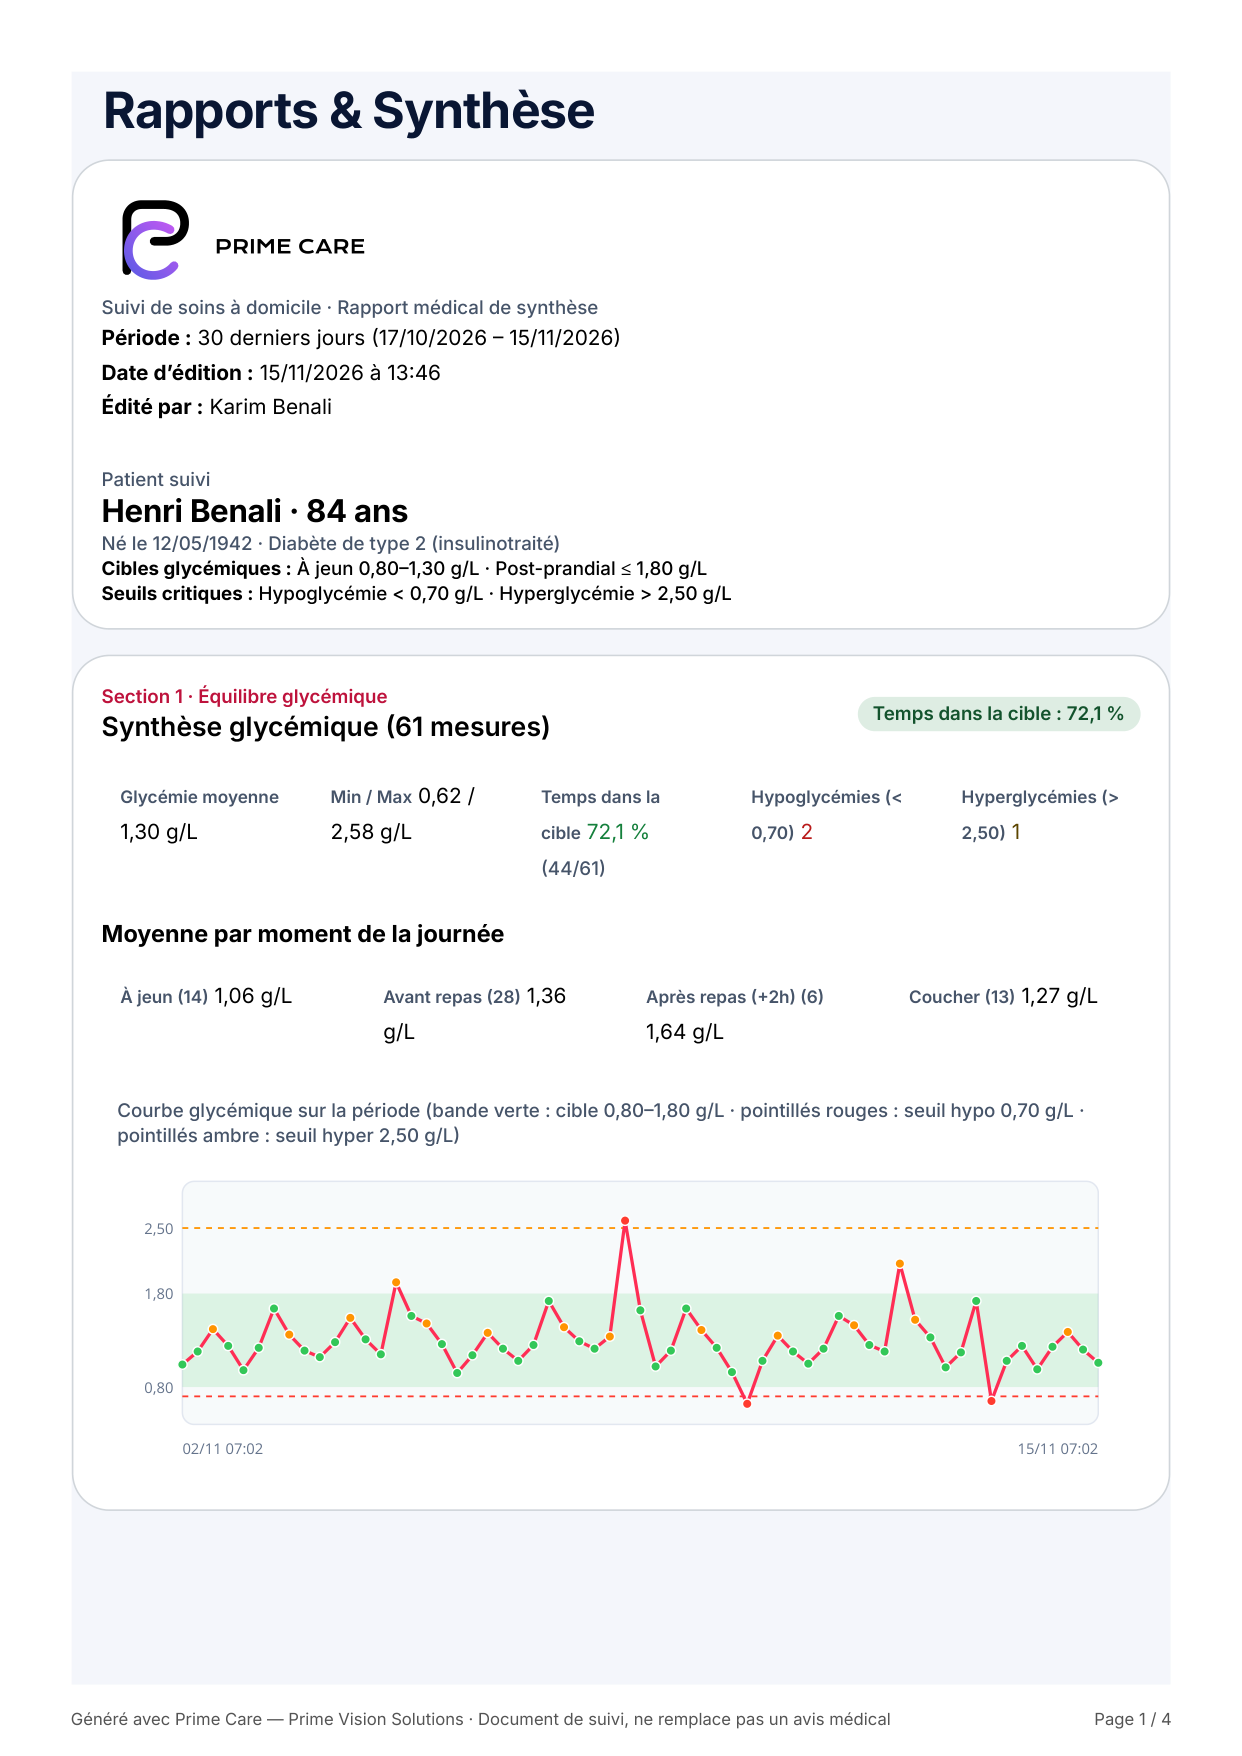 Rapports & Synthèse
PRIME CARE
Suivi de soins à domicile · Rapport médical de synthèse
Période : 30 derniers jours (17/10/2026 – 15/11/2026)
Date d’édition : 15/11/2026 à 13:46
Édité par : Karim Benali
Patient suivi
Henri Benali · 84 ans
Né le 12/05/1942 · Diabète de type 2 (insulinotraité)
Cibles glycémiques : À jeun 0,80–1,30 g/L · Post-prandial ≤ 1,80 g/L
Seuils critiques : Hypoglycémie < 0,70 g/L · Hyperglycémie > 2,50 g/L
Section 1 · Équilibre glycémique
Synthèse glycémique (61 mesures)
Temps dans la cible : 72,1 %
Glycémie moyenne
1,30 g/L
Min / Max 0,62 /
2,58 g/L
Temps dans la
cible 72,1 %
(44/61)
Hypoglycémies (<
0,70) 2
Hyperglycémies (>
2,50) 1
Moyenne par moment de la journée
À jeun (14) 1,06 g/L
Avant repas (28) 1,36
g/L
Après repas (+2h) (6)
1,64 g/L
Coucher (13) 1,27 g/L
Courbe glycémique sur la période (bande verte : cible 0,80–1,80 g/L · pointillés rouges : seuil hypo 0,70 g/L ·
pointillés ambre : seuil hyper 2,50 g/L)
2,50
1,80
0,80
02/11 07:02
15/11 07:02
Généré avec Prime Care — Prime Vision Solutions · Document de suivi, ne remplace pas un avis médical
Page 1 / 4